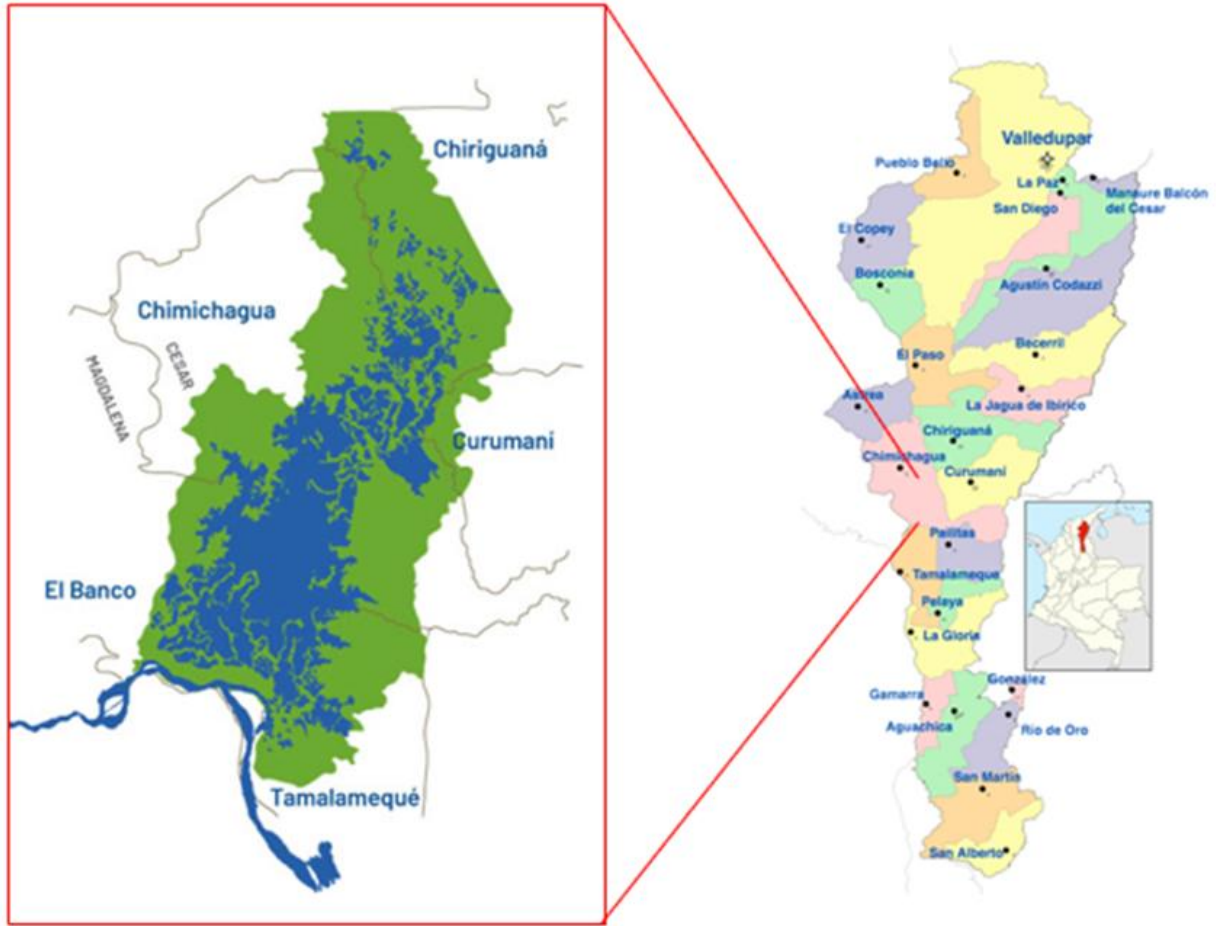 Chiriguaná
Chimichagua
CESAR
MAGDALENA
Curumaní
El Banco
Tamalamequé
Valledupar
Pueblo Bello
La Paz
Manaure Balcón
del Cesar
San Diego
El Copey
Bosconia
Agustín Codazzi
Becerril
El Paso
Astrea
La Jagua de Ibirico
Chiriguaná
Chimichagua
Curumaní
Pailitas
Tamalameque
Pelaya
La Gloria
González
Gamarra
Aguachica
Río de Oro
San Martín
San Alberto